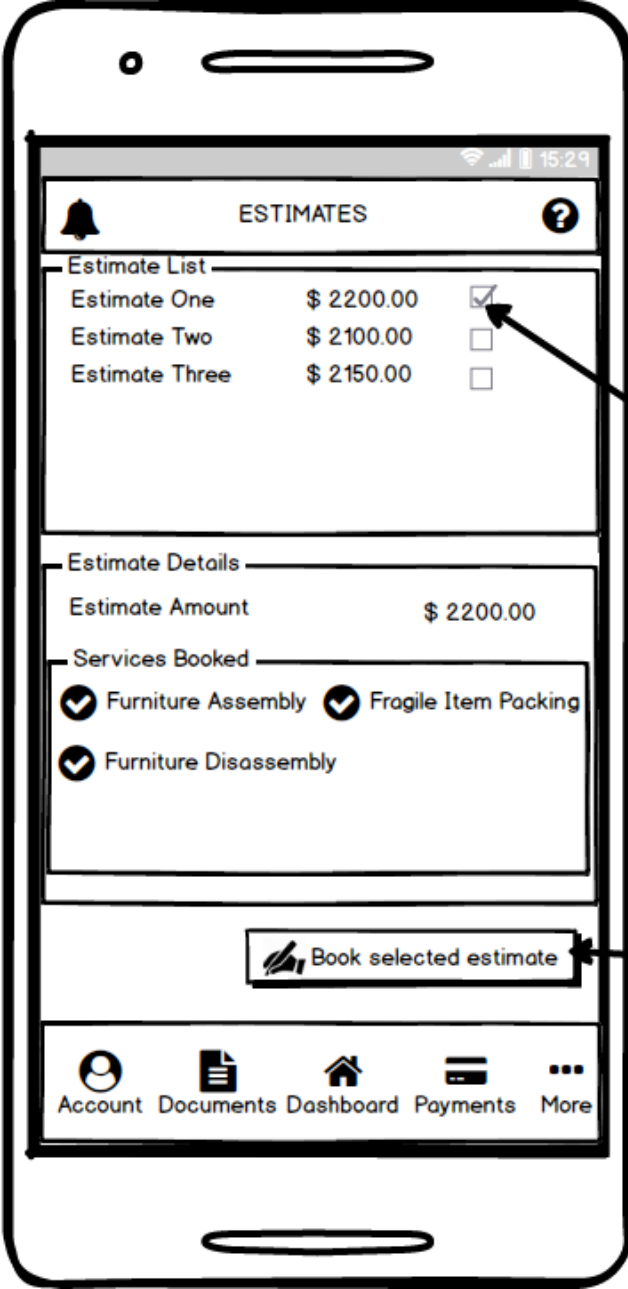 15:29
ESTIMATES
Estimate List
Estimate One $ 2200.00
Estimate Two $ 2100.00
Estimate Three $ 2150.00
Estimate Details
Estimate Amount $ 2200.00
Services Booked
Furniture Assembly Fragile Item Packing
Furniture Disassembly
Book selected estimate
Account Documents Dashboard Payments More